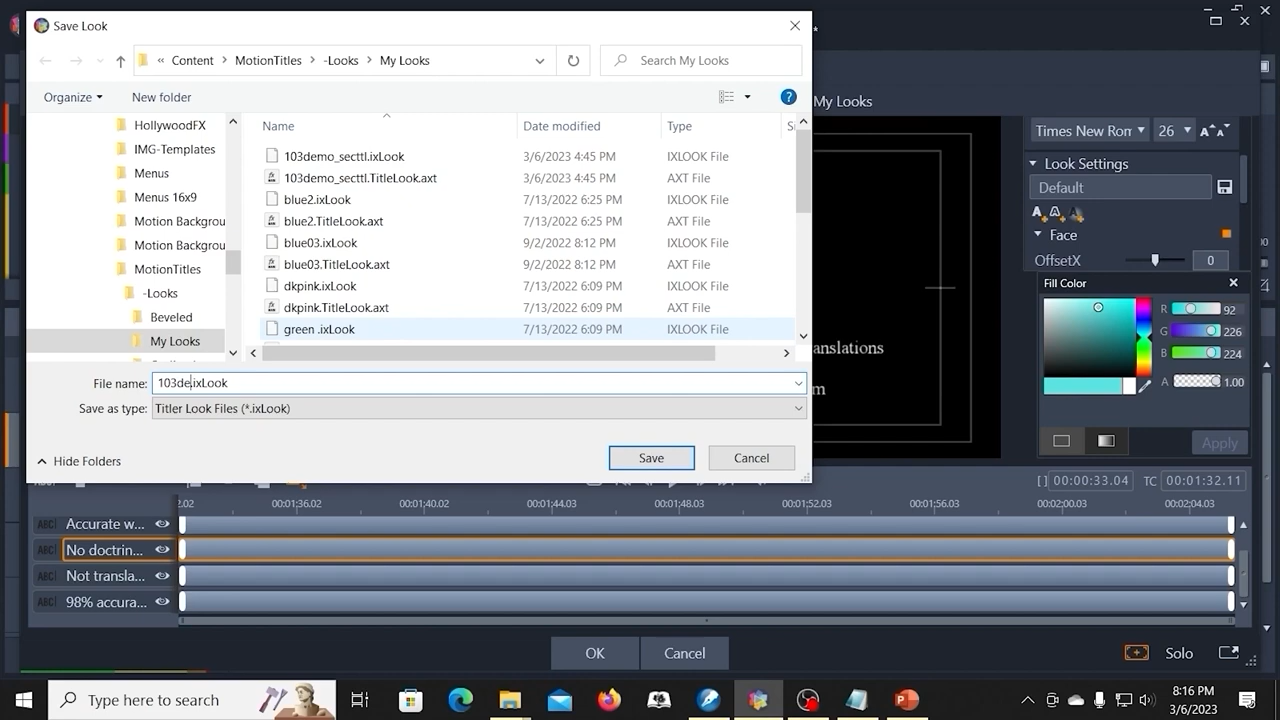 Save Look
« Content > MotionTitles > -Looks > My Looks
Search My Looks
Organize
New folder
?
HollywoodFX
IMG-Templates
Menus
Menus 16x9
Motion Backgrou
Motion Backgrou
MotionTitles
-Looks
Beveled
My Looks
Name Date modified Type
103demo_secttl.ixLook 3/6/2023 4:45 PM IXLOOK File
103demo_secttl.TitleLook.axt 3/6/2023 4:45 PM AXT File
blue2.ixLook 7/13/2022 6:25 PM IXLOOK File
blue2.TitleLook.axt 7/13/2022 6:25 PM AXT File
blue03.ixLook 9/2/2022 8:12 PM IXLOOK File
blue03.TitleLook.axt 9/2/2022 8:12 PM AXT File
dkpink.ixLook 7/13/2022 6:09 PM IXLOOK File
dkpink.TitleLook.axt 7/13/2022 6:09 PM AXT File
green .ixLook 7/13/2022 6:09 PM IXLOOK File
File name: 103de.ixLook
Save as type: Titler Look Files (*.ixLook)
Hide Folders
Save
Cancel
My Looks
Times New Ron 26
Look Settings
Default
Face
OffsetX 0
Fill Color
R 92
G 226
B 224
A 1.00
Apply
anslations
m
[] 00:00:33.04 TC 00:01:32.11
2.02 00:01:36.02 00:01:40.02 00:01:44.03 00:01:48.03 00:01:52.03 00:01:56.03 00:02:00.03 00:02:04.03
ABC Accurate w...
ABC No doctrin...
ABC Not transla...
ABC 98% accura...
OK
Cancel
Solo
Type here to search
8:16 PM
3/6/2023